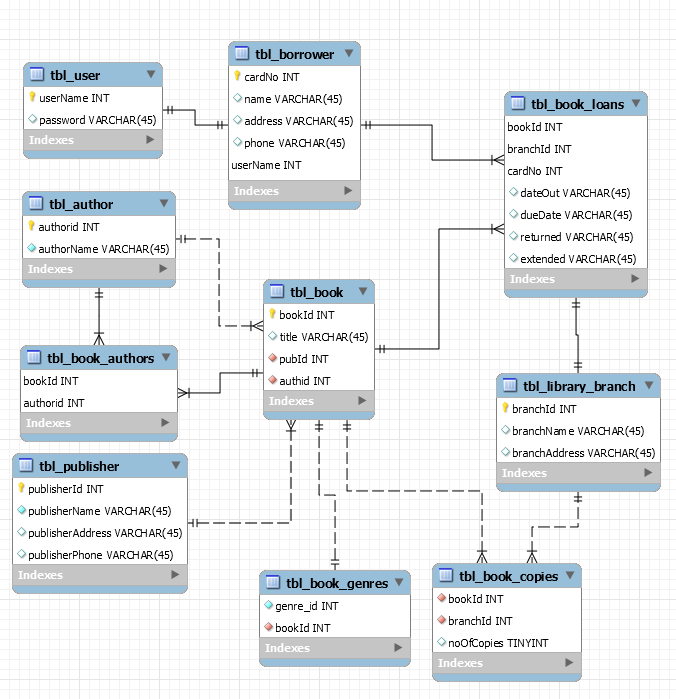 tbl_user
userName INT
password VARCHAR(45)
Indexes
tbl_borrower
cardNo INT
name VARCHAR(45)
address VARCHAR(45)
phone VARCHAR(45)
userName INT
Indexes
tbl_book_loans
bookId INT
branchId INT
cardNo INT
dateOut VARCHAR(45)
dueDate VARCHAR(45)
returned VARCHAR(45)
extended VARCHAR(45)
Indexes
tbl_author
authorid INT
authorName VARCHAR(45)
Indexes
tbl_book
bookId INT
title VARCHAR(45)
pubId INT
authid INT
Indexes
tbl_book_authors
bookId INT
authorid INT
Indexes
tbl_library_branch
branchId INT
branchName VARCHAR(45)
branchAddress VARCHAR(45)
Indexes
tbl_publisher
publisherId INT
publisherName VARCHAR(45)
publisherAddress VARCHAR(45)
publisherPhone VARCHAR(45)
Indexes
tbl_book_genres
genre_id INT
bookId INT
Indexes
tbl_book_copies
bookId INT
branchId INT
noOfCopies TINYINT
Indexes